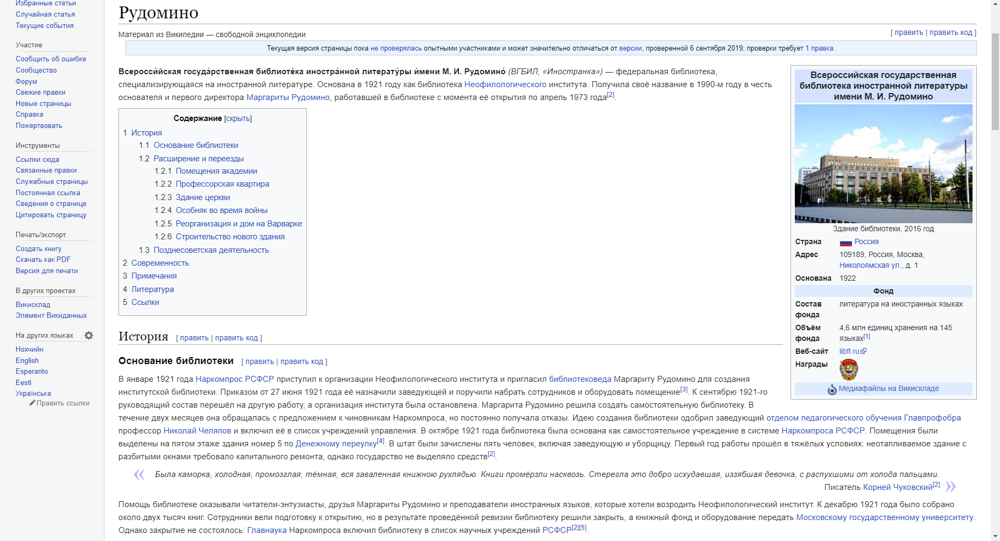 Избранные статьи
Случайная статья
Текущие события
Участие
Сообщить об ошибке
Сообщество
Форум
Свежие правки
Новые страницы
Справка
Пожертвовать
Инструменты
Ссылки сюда
Связанные правки
Служебные страницы
Постоянная ссылка
Сведения о странице
Цитировать страницу
Печать/экспорт
Создать книгу
Скачать как PDF
Версия для печати
В других проектах
Викисклад
Элемент Викиданных
На других языках
Нохчийн
English
Esperanto
Eesti
Українська
Править ссылки
Рудомино
[ править | править код ]
Материал из Википедии — свободной энциклопедии
Текущая версия страницы пока не проверялась опытными участниками и может значительно отличаться от версии, проверенной 6 сентября 2019; проверки требует 1 правка.
Всеросси́йская госуда́рственная библиоте́ка иностра́нной литерату́ры и́мени М. И. Рудомино́ (ВГБИЛ, «Иностранка») — федеральная библиотека,
специализирующаяся на иностранной литературе. Основана в 1921 году как библиотека Неофилологического института. Получила своё название в 1990-м году в честь
основателя и первого директора Маргариты Рудомино, работавшей в библиотеке с момента её открытия по апрель 1973 года[2].
Содержание [скрыть]
1 История
1.1 Основание библиотеки
1.2 Расширение и переезды
1.2.1 Помещения академии
1.2.2 Профессорская квартира
1.2.3 Здание церкви
1.2.4 Особняк во время войны
1.2.5 Реорганизация и дом на Варварке
1.2.6 Строительство нового здания
1.3 Позднесоветская деятельность
2 Современность
3 Примечания
4 Литература
5 Ссылки
Всероссийская государственная
библиотека иностранной литературы
имени М. И. Рудомино
Здание библиотеки, 2016 год
Страна Россия
Адрес 109189, Россия, Москва,
Николоямская ул., д. 1
Основана 1922
Фонд
Состав фонда литература на иностранных языках
Объём фонда 4,6 млн единиц хранения на 145
языках[1]
Веб-сайт libfl.ru
Награды
Медиафайлы на Викискладе
История [ править | править код ]
Основание библиотеки [ править | править код ]
В январе 1921 года Наркомпрос РСФСР приступил к организации Неофилологического института и пригласил библиотековеда Маргариту Рудомино для создания
институтской библиотеки. Приказом от 27 июня 1921 года её назначили заведующей и поручили набрать сотрудников и оборудовать помещение[3]. К сентябрю 1921-го
руководящий состав перешёл на другую работу, а организация института была остановлена. Маргарита Рудомино решила создать самостоятельную библиотеку. В
течение двух месяцев она обращалась с предложением к чиновникам Наркомпроса, но постоянно получала отказы. Идею создания библиотеки одобрил заведующий отделом педагогического обучения Главпрофобра
профессор Николай Челяпов и включил её в список учреждений управления. В октябре 1921 года библиотека была основана как самостоятельное учреждение в системе Наркомпроса РСФСР. Помещения были
выделены на пятом этаже здания номер 5 по Денежному переулку[4]. В штат были зачислены пять человек, включая заведующую и уборщицу. Первый год работы прошёл в тяжёлых условиях: неотапливаемое здание с
разбитыми окнами требовало капитального ремонта, однако государство не выделяло средств[2].
« Была каморка, холодная, промозглая, тёмная, вся заваленная книжною рухлядью. Книги промёрзли насквозь. Стерегла это добро исхудавшая, иззябшая девочка, с распухшими от холода пальцами.
Писатель Корней Чуковский[2] »
Помощь библиотеке оказывали читатели-энтузиасты, друзья Маргариты Рудомино и преподаватели иностранных языков, которые хотели возродить Неофилологический институт. К декабрю 1921 года было собрано
около двух тысяч книг. Сотрудники вели подготовку к открытию, но в результате проведённой ревизии библиотеку решили закрыть, а книжный фонд и оборудование передать Московскому государственному университету.
Однако закрытие не состоялось: Главнаука Наркомпроса включил библиотеку в список научных учреждений РСФСР[2][5].